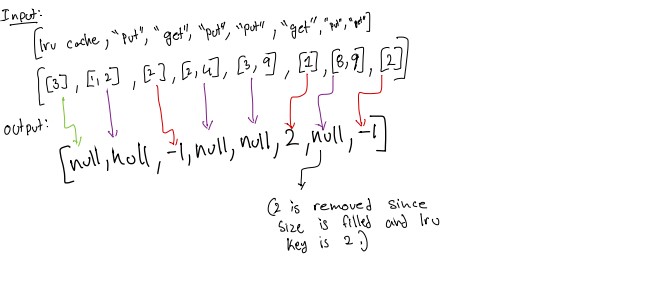 Input:
[lru cache, "put", "get", "put", "put", "get", "put", "get"]
[[3], [1,2], [2], [2,4], [3,9], [1], [8,9], [2]]
output:
[null, null, -1, null, null, 2, null, -1]
(2 is removed since
size is filled and lru
key is 2.)